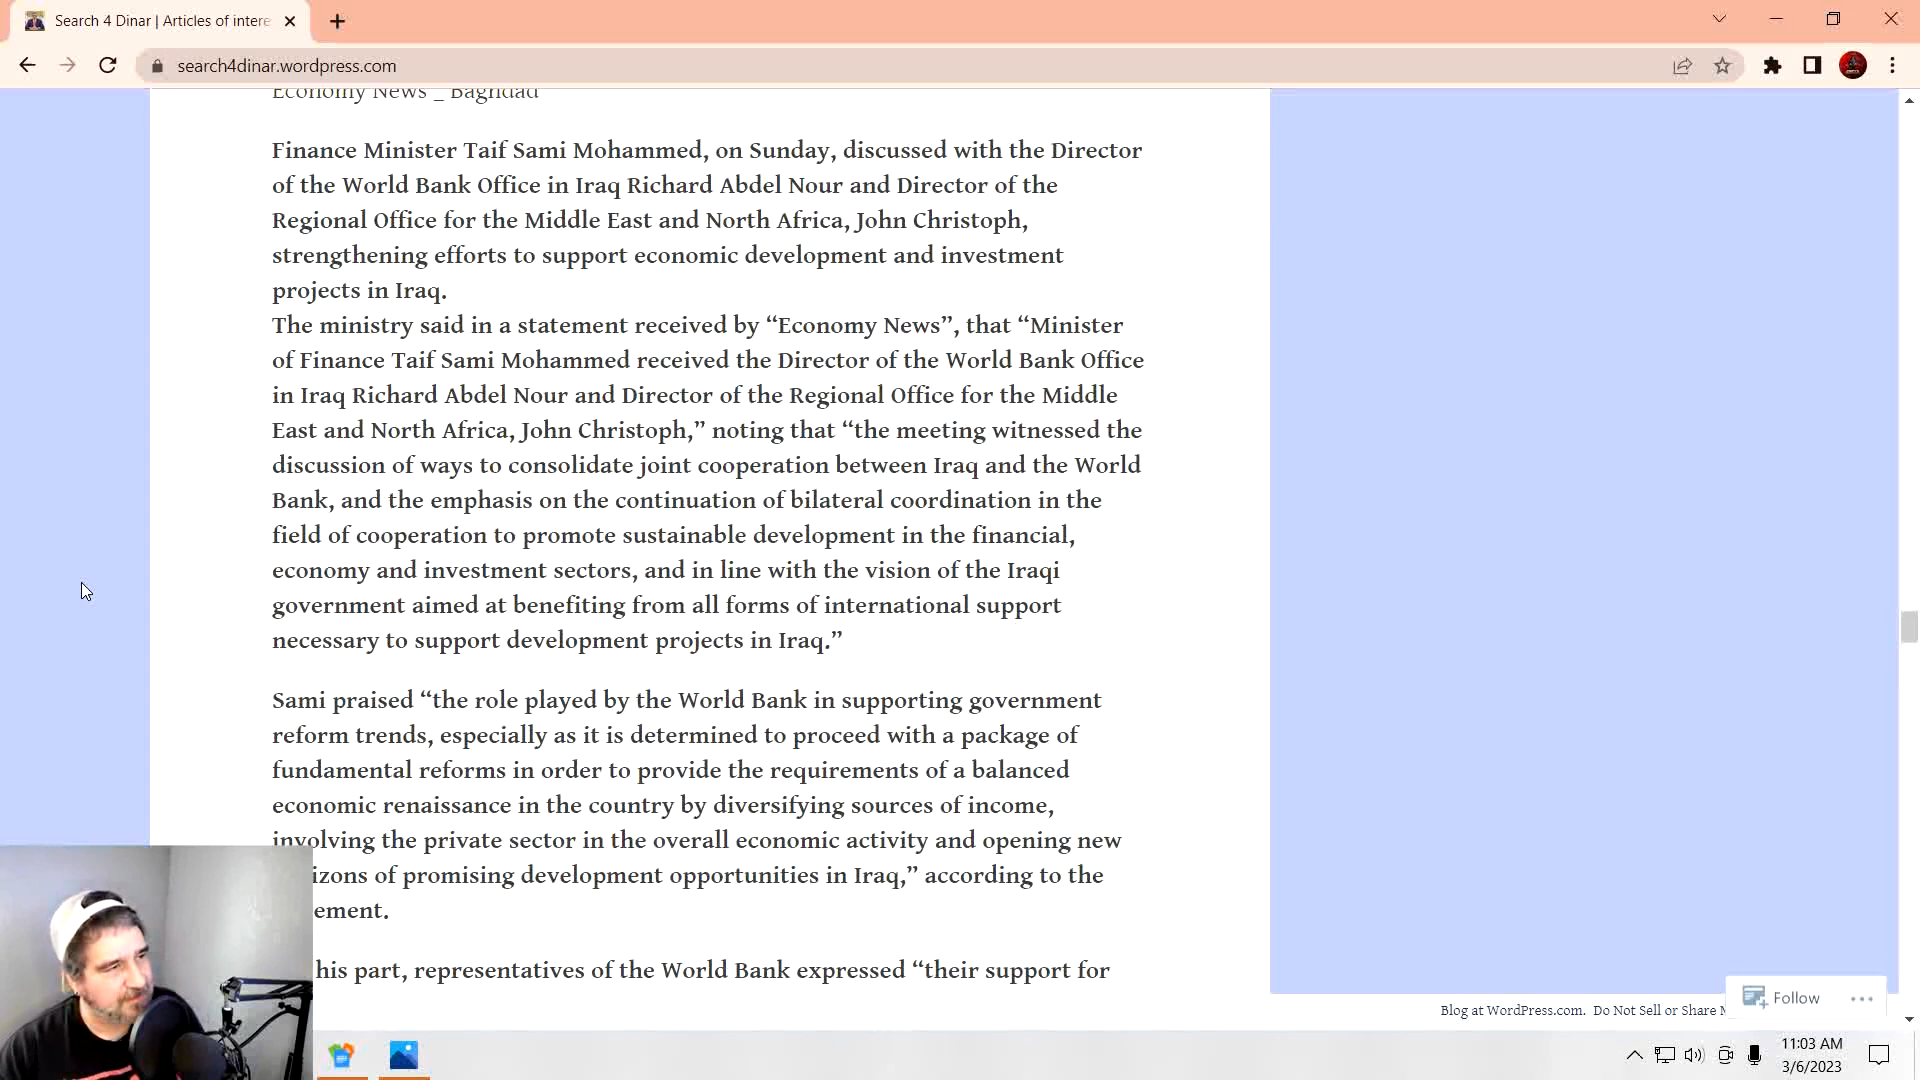 Search 4 Dinar | Articles of intere
search4dinar.wordpress.com
Economy News _ Baghdad
Finance Minister Taif Sami Mohammed, on Sunday, discussed with the Director
of the World Bank Office in Iraq Richard Abdel Nour and Director of the
Regional Office for the Middle East and North Africa, John Christoph,
strengthening efforts to support economic development and investment
projects in Iraq.
The ministry said in a statement received by “Economy News”, that “Minister
of Finance Taif Sami Mohammed received the Director of the World Bank Office
in Iraq Richard Abdel Nour and Director of the Regional Office for the Middle
East and North Africa, John Christoph,” noting that “the meeting witnessed the
discussion of ways to consolidate joint cooperation between Iraq and the World
Bank, and the emphasis on the continuation of bilateral coordination in the
field of cooperation to promote sustainable development in the financial,
economy and investment sectors, and in line with the vision of the Iraqi
government aimed at benefiting from all forms of international support
necessary to support development projects in Iraq.”
Sami praised “the role played by the World Bank in supporting government
reform trends, especially as it is determined to proceed with a package of
fundamental reforms in order to provide the requirements of a balanced
economic renaissance in the country by diversifying sources of income,
involving the private sector in the overall economic activity and opening new
izons of promising development opportunities in Iraq,” according to the
ement.
his part, representatives of the World Bank expressed “their support for
Follow
Blog at WordPress.com. Do Not Sell or Share
11:03 AM
3/6/2023